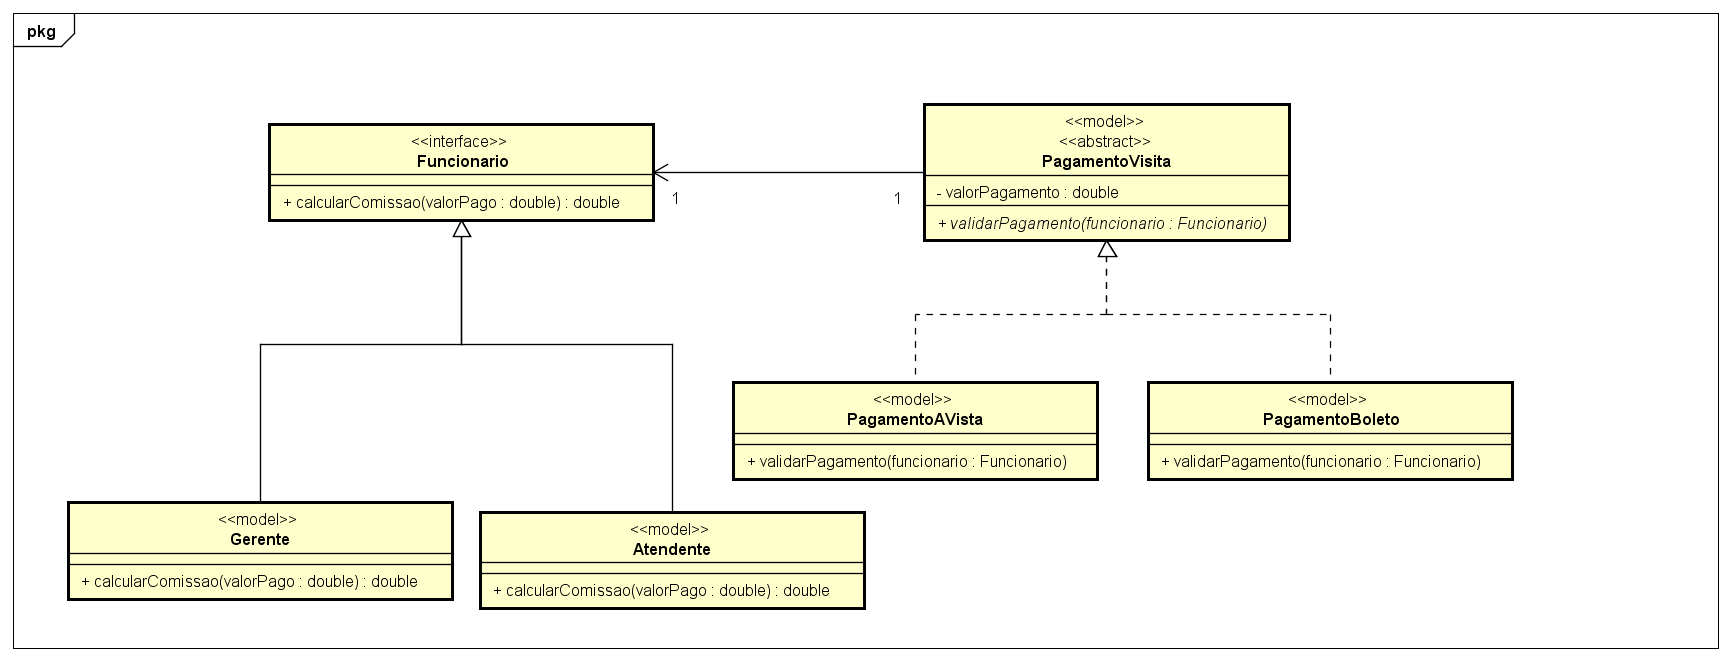 pkg
<<interface>>
Funcionario
+ calcularComissao(valorPago : double) : double
1
1
<<model>>
<<abstract>>
PagamentoVisita
- valorPagamento : double
+ validarPagamento(funcionario : Funcionario)
<<model>>
PagamentoAVista
+ validarPagamento(funcionario : Funcionario)
<<model>>
PagamentoBoleto
+ validarPagamento(funcionario : Funcionario)
<<model>>
Gerente
+ calcularComissao(valorPago : double) : double
<<model>>
Atendente
+ calcularComissao(valorPago : double) : double